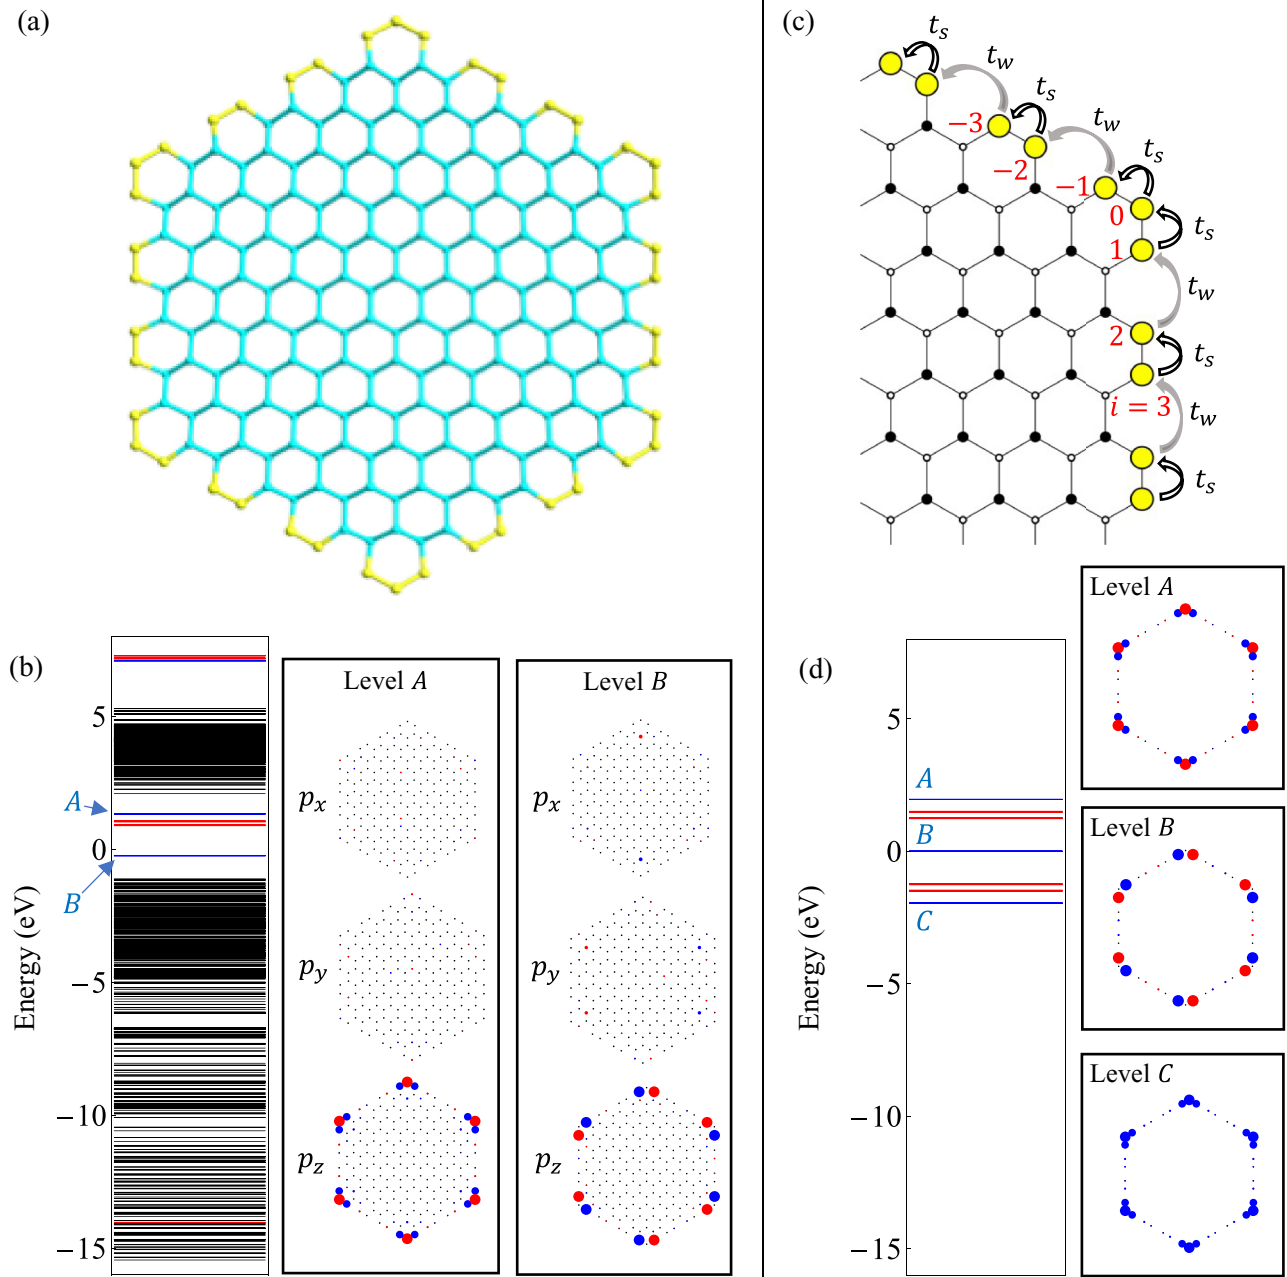 (a)
(c)
t_s
t_w
t_s
t_w
−3
t_s
−2
−1
0
1
t_s
t_w
2
t_s
i = 3
t_w
t_s
(b)
Energy (eV)
5
0
−5
−10
−15
A
B
Level A
p_x
p_y
p_z
Level B
p_x
p_y
p_z
(d)
Energy (eV)
5
0
−5
−10
−15
A
B
C
Level A
Level B
Level C